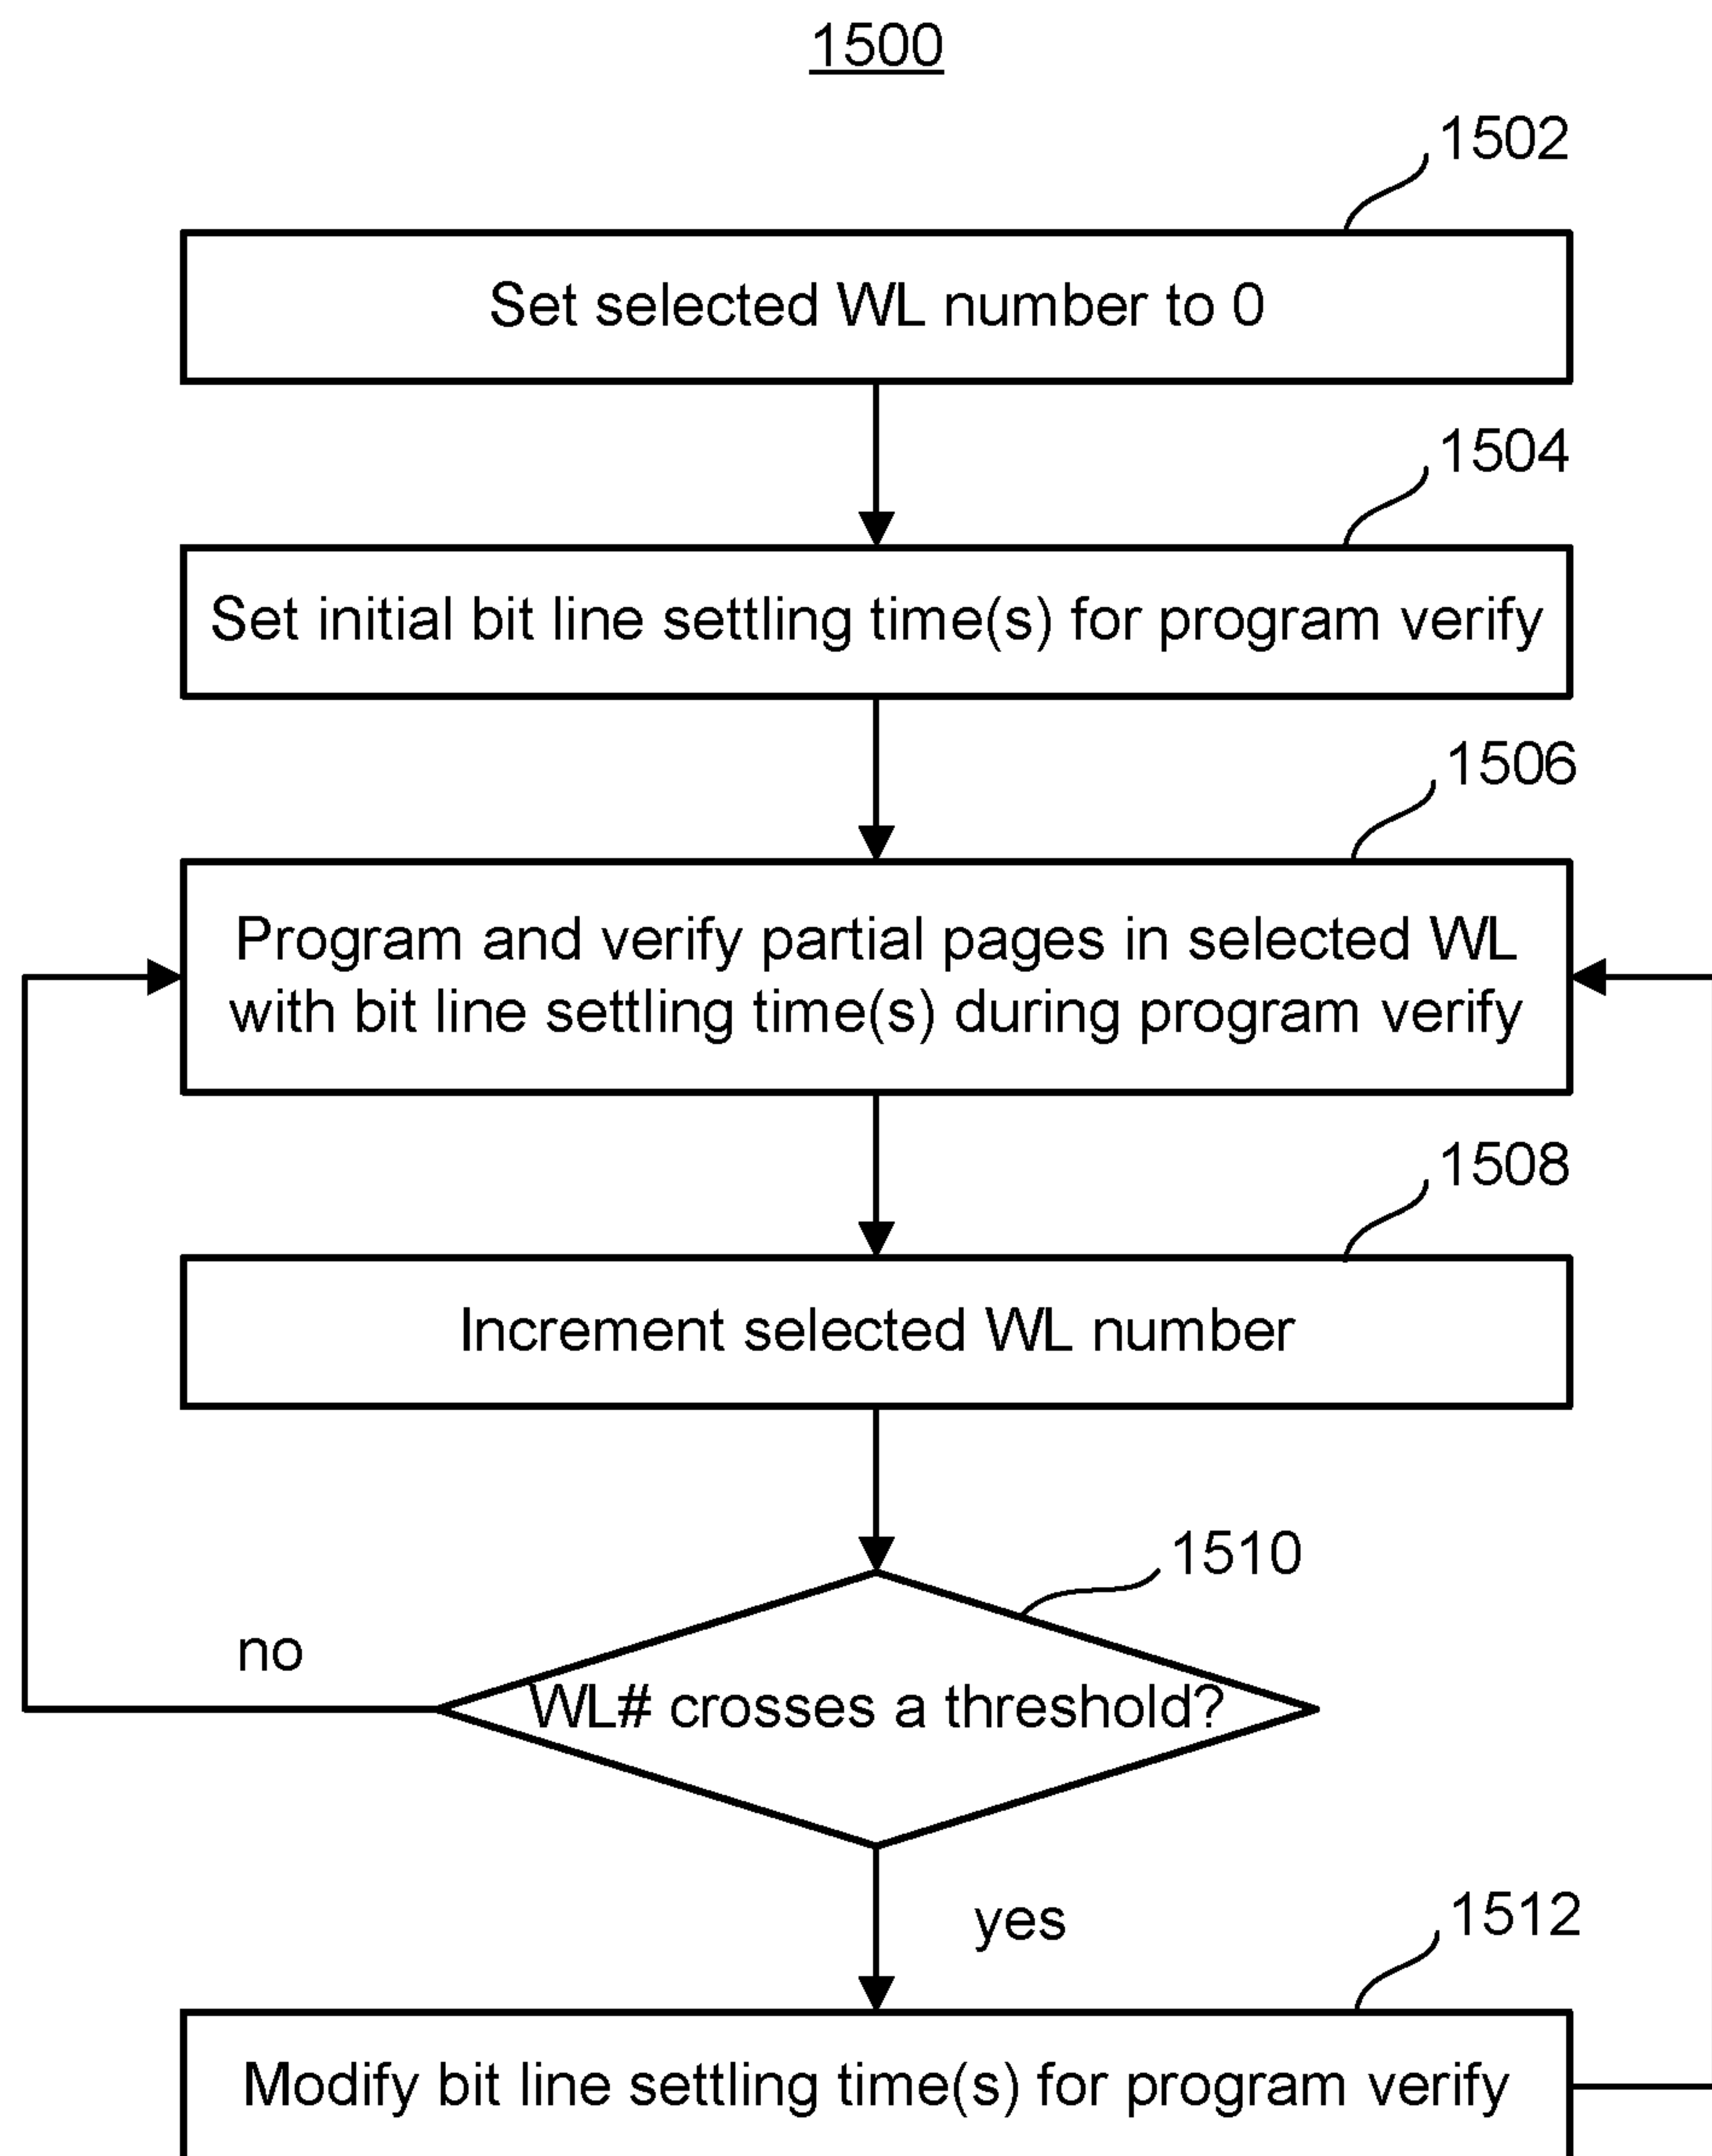 1500
1502
Set selected WL number to 0
1504
Set initial bit line settling time(s) for program verify
1506
Program and verify partial pages in selected WL
with bit line settling time(s) during program verify
1508
Increment selected WL number
1510
no
WL# crosses a threshold?
yes
1512
Modify bit line settling time(s) for program verify